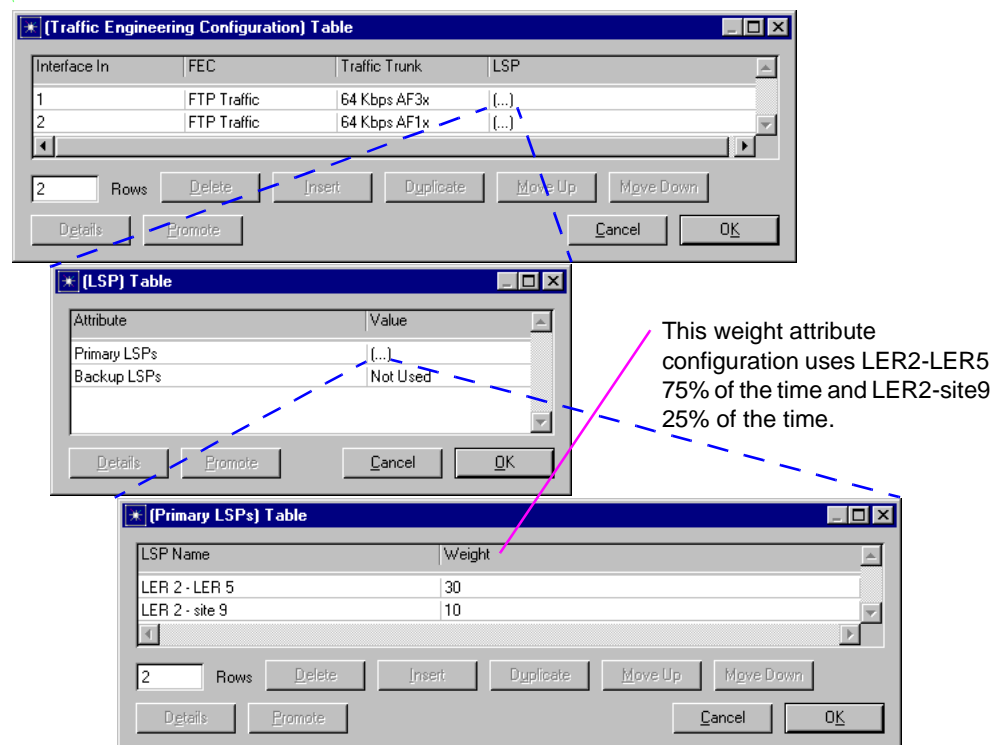 (Traffic Engineering Configuration) Table
Interface In FEC Traffic Trunk LSP
1 FTP Traffic 64 Kbps AF3x (...)
2 FTP Traffic 64 Kbps AF1x (...)
2 Rows Delete Insert Duplicate Move Up Move Down
Details Promote Cancel OK
(LSP) Table
Attribute Value
Primary LSPs (...)
Backup LSPs Not Used
Details Promote Cancel OK
This weight attribute
configuration uses LER2-LER5
75% of the time and LER2-site9
25% of the time.
(Primary LSPs) Table
LSP Name Weight
LER 2 - LER 5 30
LER 2 - site 9 10
2 Rows Delete Insert Duplicate Move Up Move Down
Details Promote Cancel OK